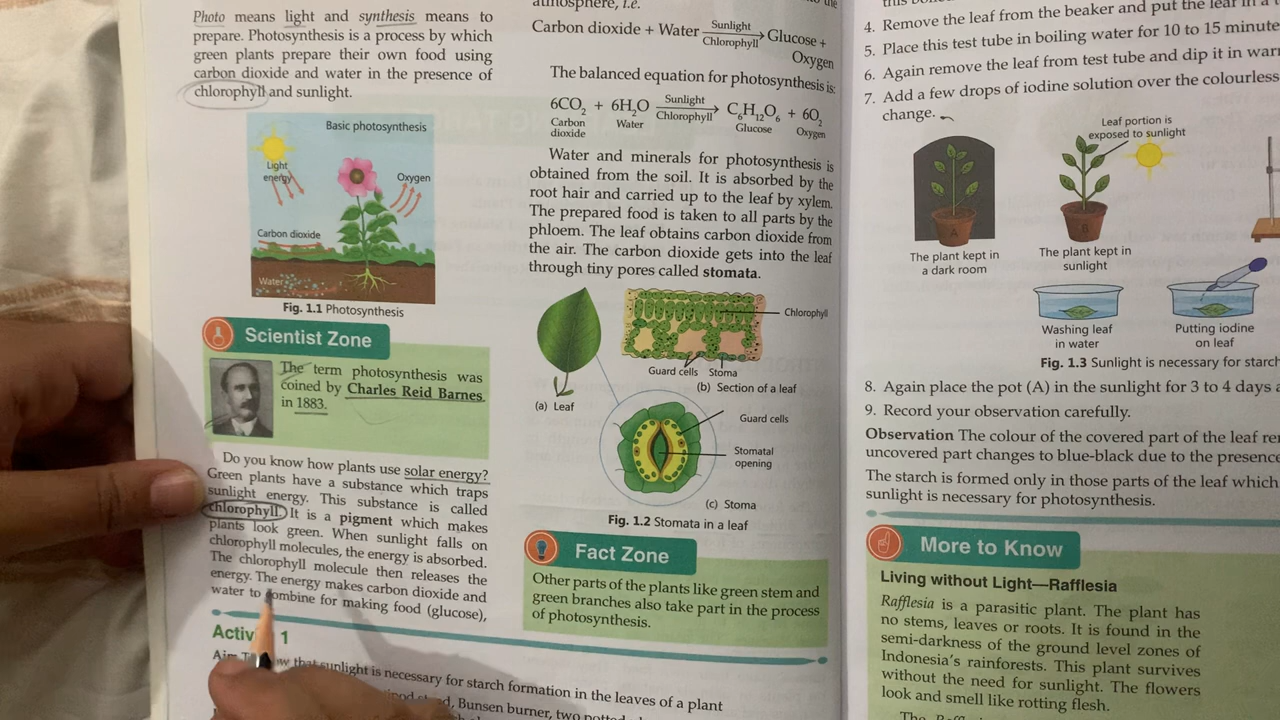 Photo means light and synthesis means to
prepare. Photosynthesis is a process by which
green plants prepare their own food using
carbon dioxide and water in the presence of
chlorophyll and sunlight.
Basic photosynthesis
Light
energy
Oxygen
Carbon dioxide
Water
Fig. 1.1 Photosynthesis
Scientist Zone
The term photosynthesis was
coined by Charles Reid Barnes
in 1883.
Do you know how plants use solar energy?
Green plants have a substance which traps
sunlight energy. This substance is called
chlorophyll. It is a pigment which makes
plants look green. When sunlight falls on
chlorophyll molecules, the energy is absorbed.
The chlorophyll molecule then releases the
energy. The energy makes carbon dioxide and
water to combine for making food (glucose),
atmosphere, i.e.
Carbon dioxide + Water Sunlight Chlorophyll → Glucose +
Oxygen
The balanced equation for photosynthesis is:
6CO₂ + 6H₂O Sunlight Chlorophyll → C₆H₁₂O₆ + 6O₂
Carbon dioxide Water Glucose Oxygen
Water and minerals for photosynthesis is
obtained from the soil. It is absorbed by the
root hair and carried up to the leaf by xylem.
The prepared food is taken to all parts by the
phloem. The leaf obtains carbon dioxide from
the air. The carbon dioxide gets into the leaf
through tiny pores called stomata.
Chlorophyll
Guard cells Stoma
(b) Section of a leaf
(a) Leaf
Guard cells
Stomatal
opening
(c) Stoma
Fig. 1.2 Stomata in a leaf
Fact Zone
Other parts of the plants like green stem and
green branches also take part in the process
of photosynthesis.
1
that sunlight is necessary for starch formation in the leaves of a plant
Bunsen burner, two
4. Remove the leaf from the beaker and put the leaf in a
5. Place this test tube in boiling water for 10 to 15 minute
6. Again remove the leaf from test tube and dip it in
7. Add a few drops of iodine solution over the colourless
change.
Leaf portion is
exposed to sunlight
A
B
The plant kept in
a dark room
The plant kept in
sunlight
Washing leaf
in water
Putting iodine
on leaf
Fig. 1.3 Sunlight is necessary for starch
8. Again place the pot (A) in the sunlight for 3 to 4 days
9. Record your observation carefully.
Observation The colour of the covered part of the leaf
uncovered part changes to blue-black due to the presence
The starch is formed only in those parts of the leaf which
sunlight is necessary for photosynthesis.
More to Know
Living without Light—Rafflesia
Rafflesia is a parasitic plant. The plant has
no stems, leaves or roots. It is found in the
semi-darkness of the ground level zones of
Indonesia's rainforests. This plant survives
without the need for sunlight. The flowers
look and smell like rotting flesh.
The